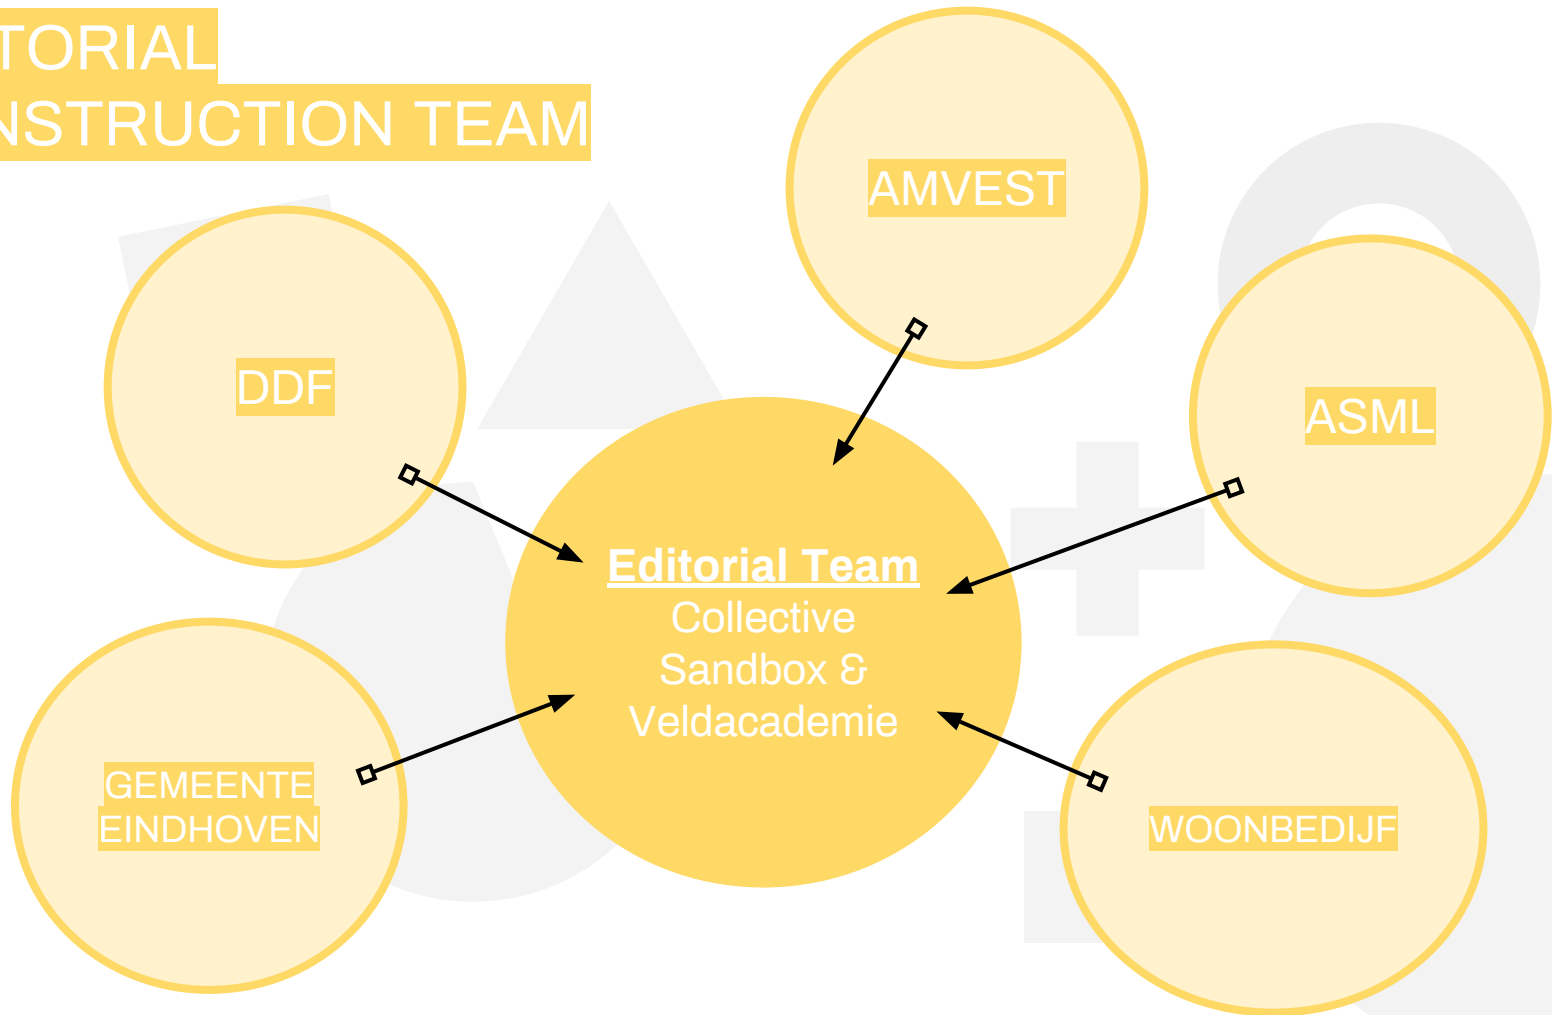 TORIAL
NSTRUCTION TEAM
AMVEST
DDF
ASML
Editorial Team
Collective
Sandbox &
Veldacademie
GEMEENTE
EINDHOVEN
WOONBEDIJF